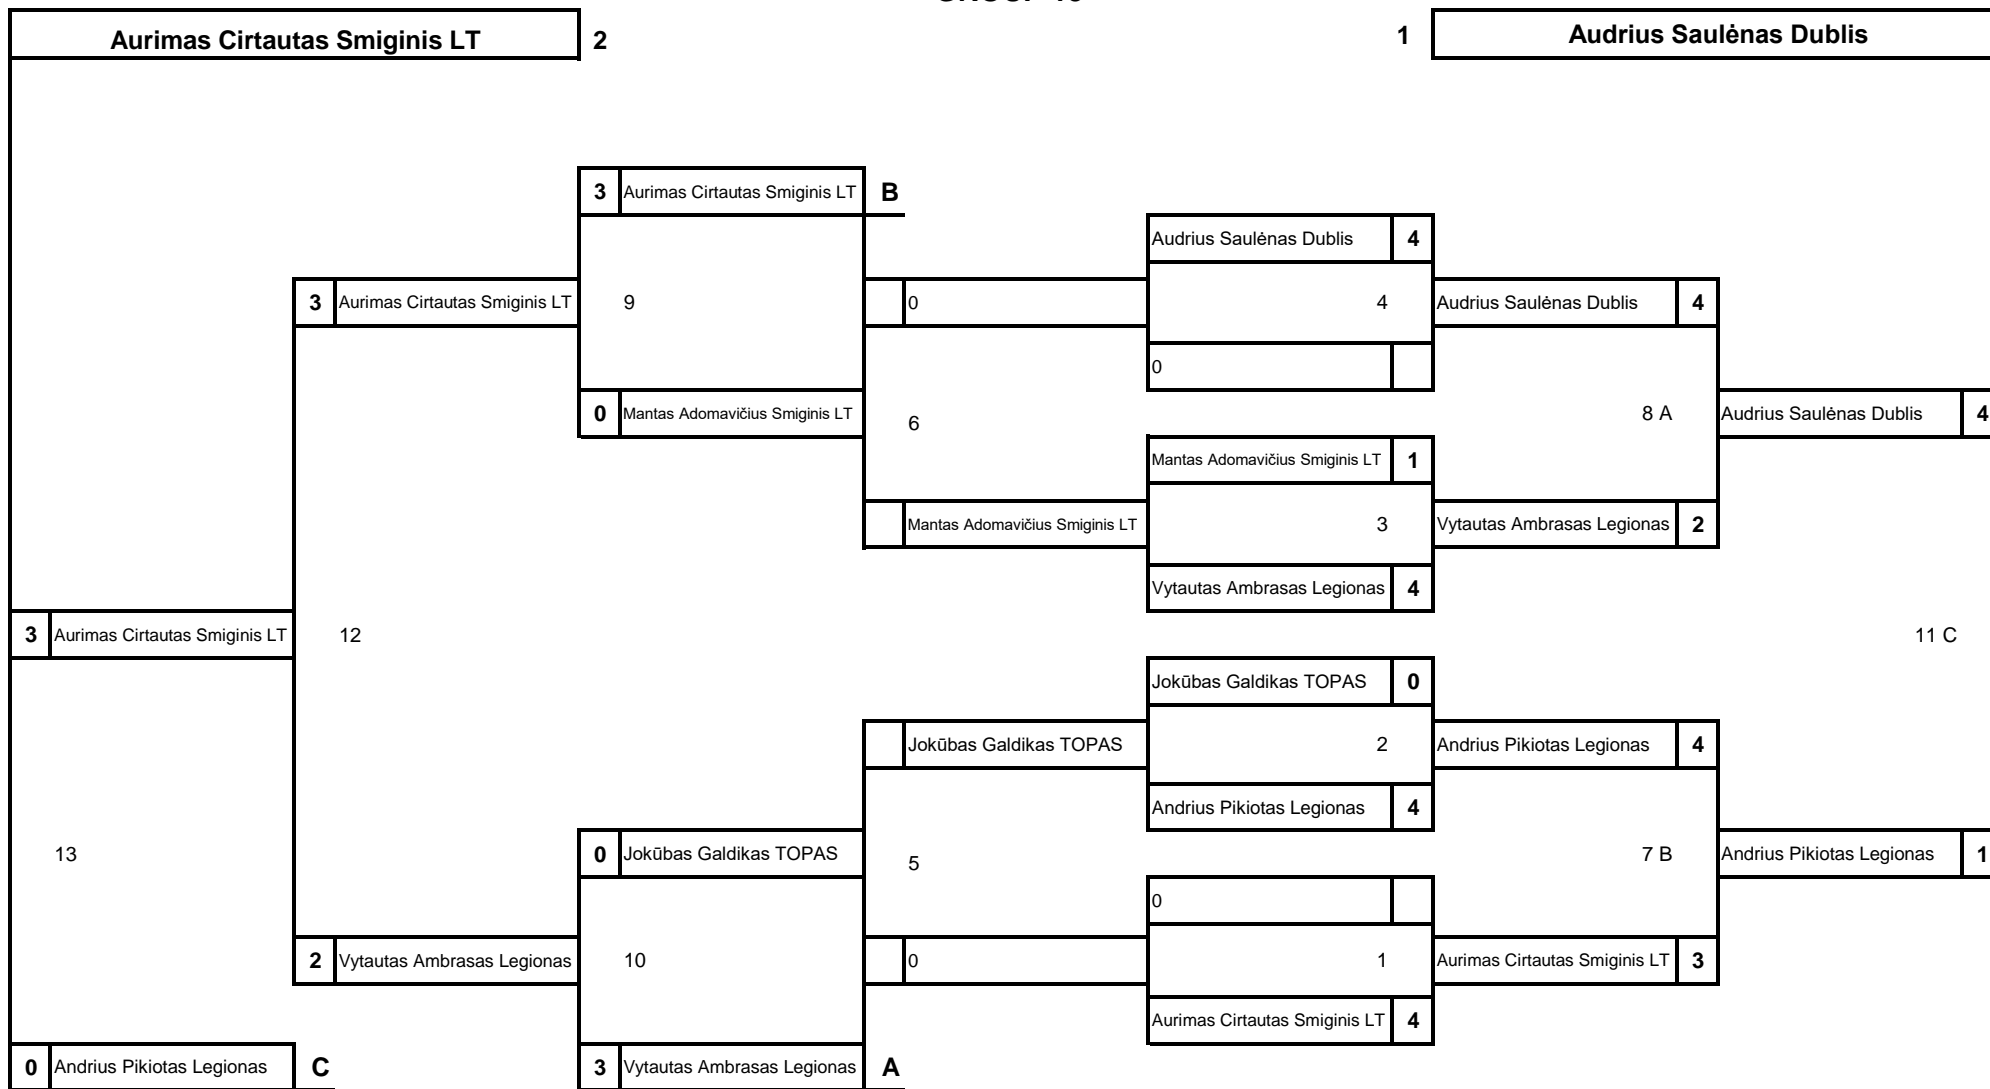 Aurimas Cirtautas Smiginis LT 2 1 Audrius Saulėnas Dublis
3 Aurimas Cirtautas Smiginis LT B
Audrius Saulėnas Dublis 4
3 Aurimas Cirtautas Smiginis LT 9 0 4 Audrius Saulėnas Dublis 4
0
0 Mantas Adomavičius Smiginis LT 6 8 A Audrius Saulėnas Dublis 4
Mantas Adomavičius Smiginis LT 1
Mantas Adomavičius Smiginis LT 3 Vytautas Ambrasas Legionas 2
Vytautas Ambrasas Legionas 4
3 Aurimas Cirtautas Smiginis LT 12 11 C
Jokūbas Galdikas TOPAS 0
Jokūbas Galdikas TOPAS 2 Andrius Pikiotas Legionas 4
Andrius Pikiotas Legionas 4
13 0 Jokūbas Galdikas TOPAS 5 7 B Andrius Pikiotas Legionas 1
0
2 Vytautas Ambrasas Legionas 10 0 1 Aurimas Cirtautas Smiginis LT 3
Aurimas Cirtautas Smiginis LT 4
0 Andrius Pikiotas Legionas C 3 Vytautas Ambrasas Legionas A